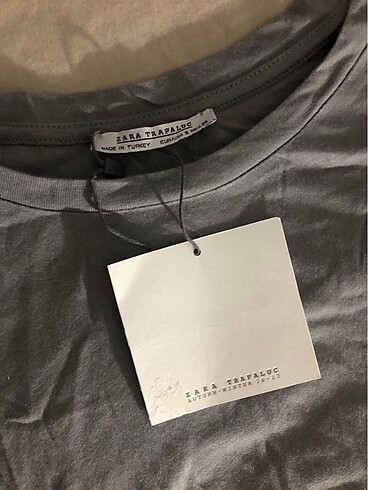 ZARA TRAFALUC
MADE IN TURKEY
ZARA TRAFALUC
AUTUMN-WINTER 16-17